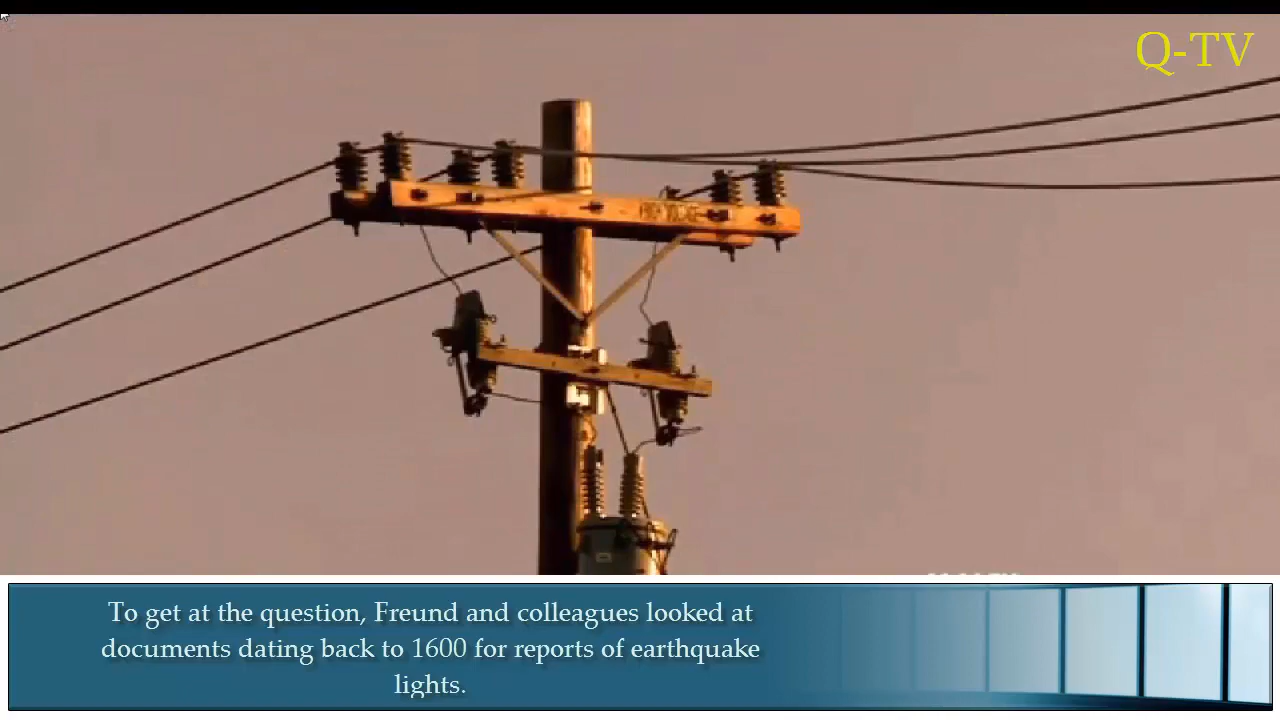 Q-TV
To get at the question, Freund and colleagues looked at
documents dating back to 1600 for reports of earthquake
lights.